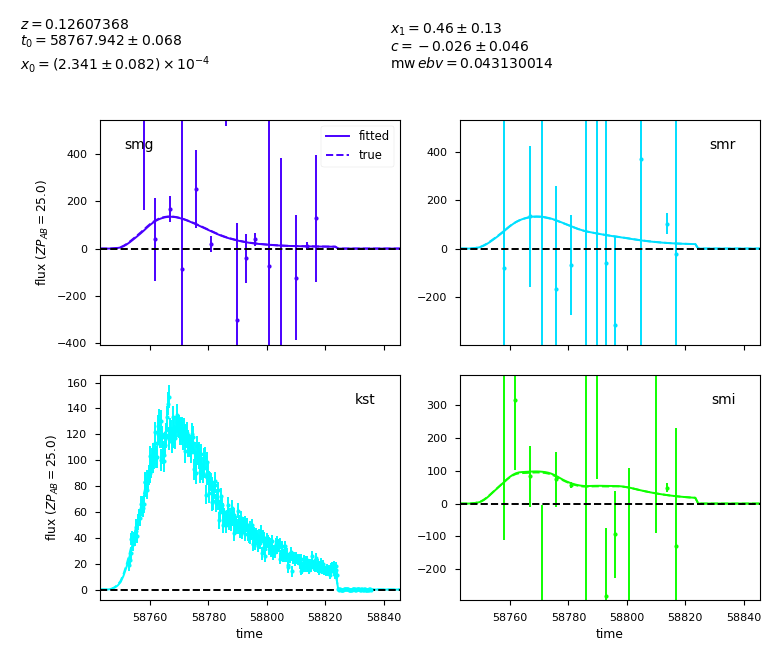 z = 0.12607368
t₀ = 58767.942 ± 0.068
x₀ = (2.341 ± 0.082) × 10⁻⁴
x₁ = 0.46 ± 0.13
c = −0.026 ± 0.046
mw ebv = 0.043130014
smg
fitted
true
400
200
0
−200
−400
flux (ZP_AB = 25.0)
smr
400
200
0
−200
kst
160
140
120
100
80
60
40
20
0
flux (ZP_AB = 25.0)
58760 58780 58800 58820 58840
time
smi
300
200
100
0
−100
−200
58760 58780 58800 58820 58840
time